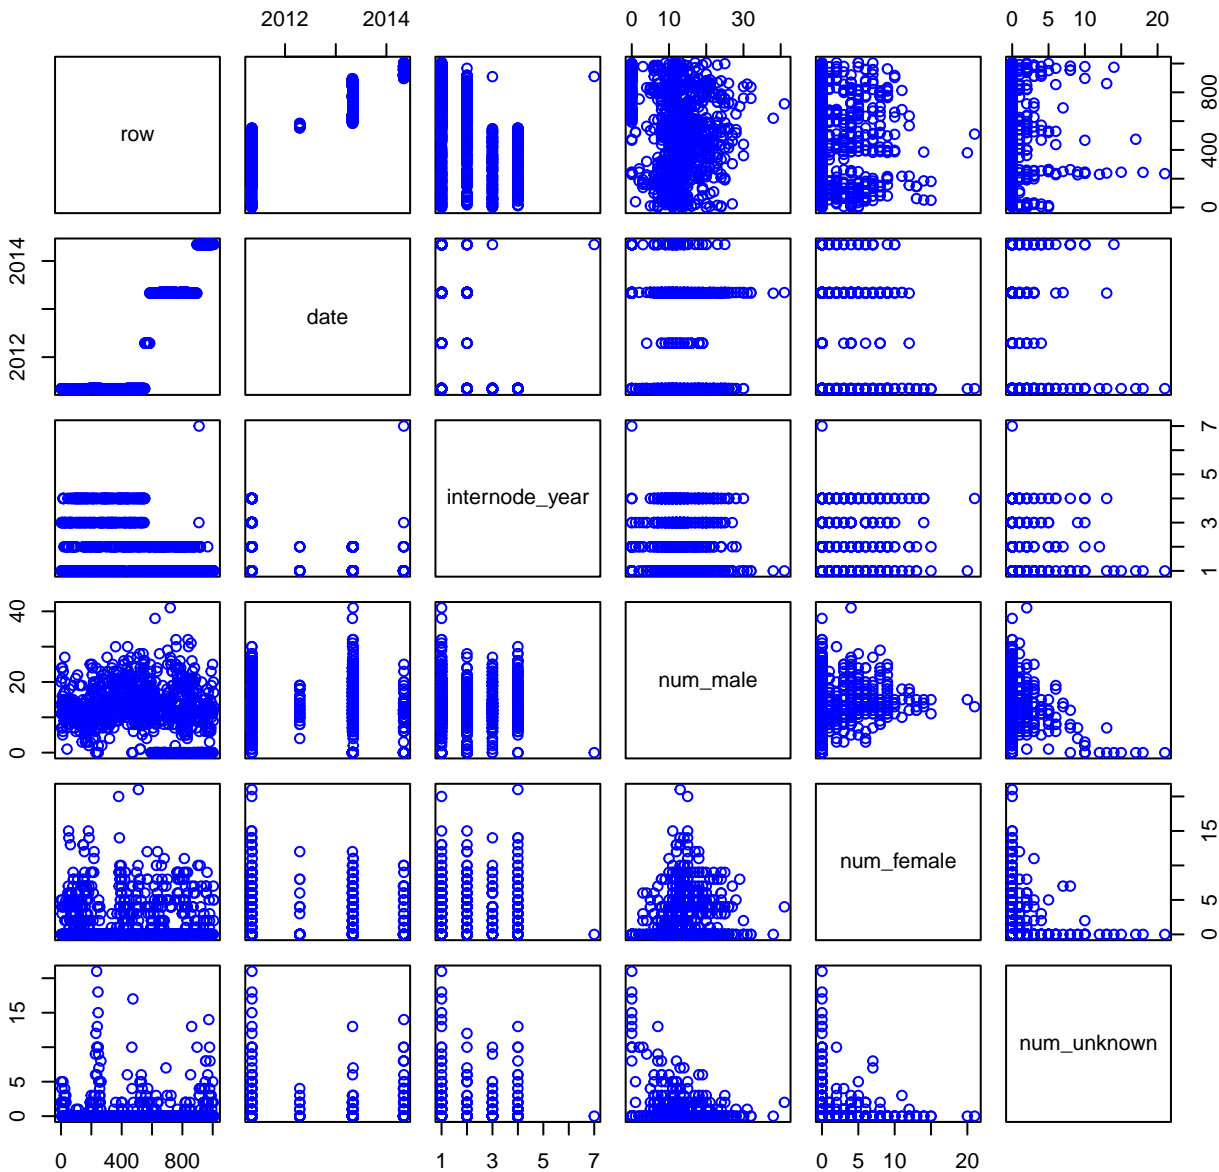 2012 2014 0 10 30 0 5 10 20
row 0 400 800
2012 2014 date
internode_year 1 3 5 7
0 20 40 num_male
num_female 0 5 15
0 5 15 num_unknown
0 400 800 1 3 5 7 0 5 10 20